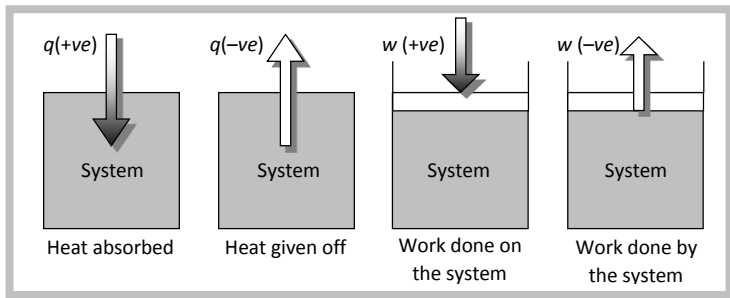 q(+ve)
q(–ve)
w (+ve)
w (–ve)
System
System
System
System
Heat absorbed
Heat given off
Work done on
the system
Work done by
the system